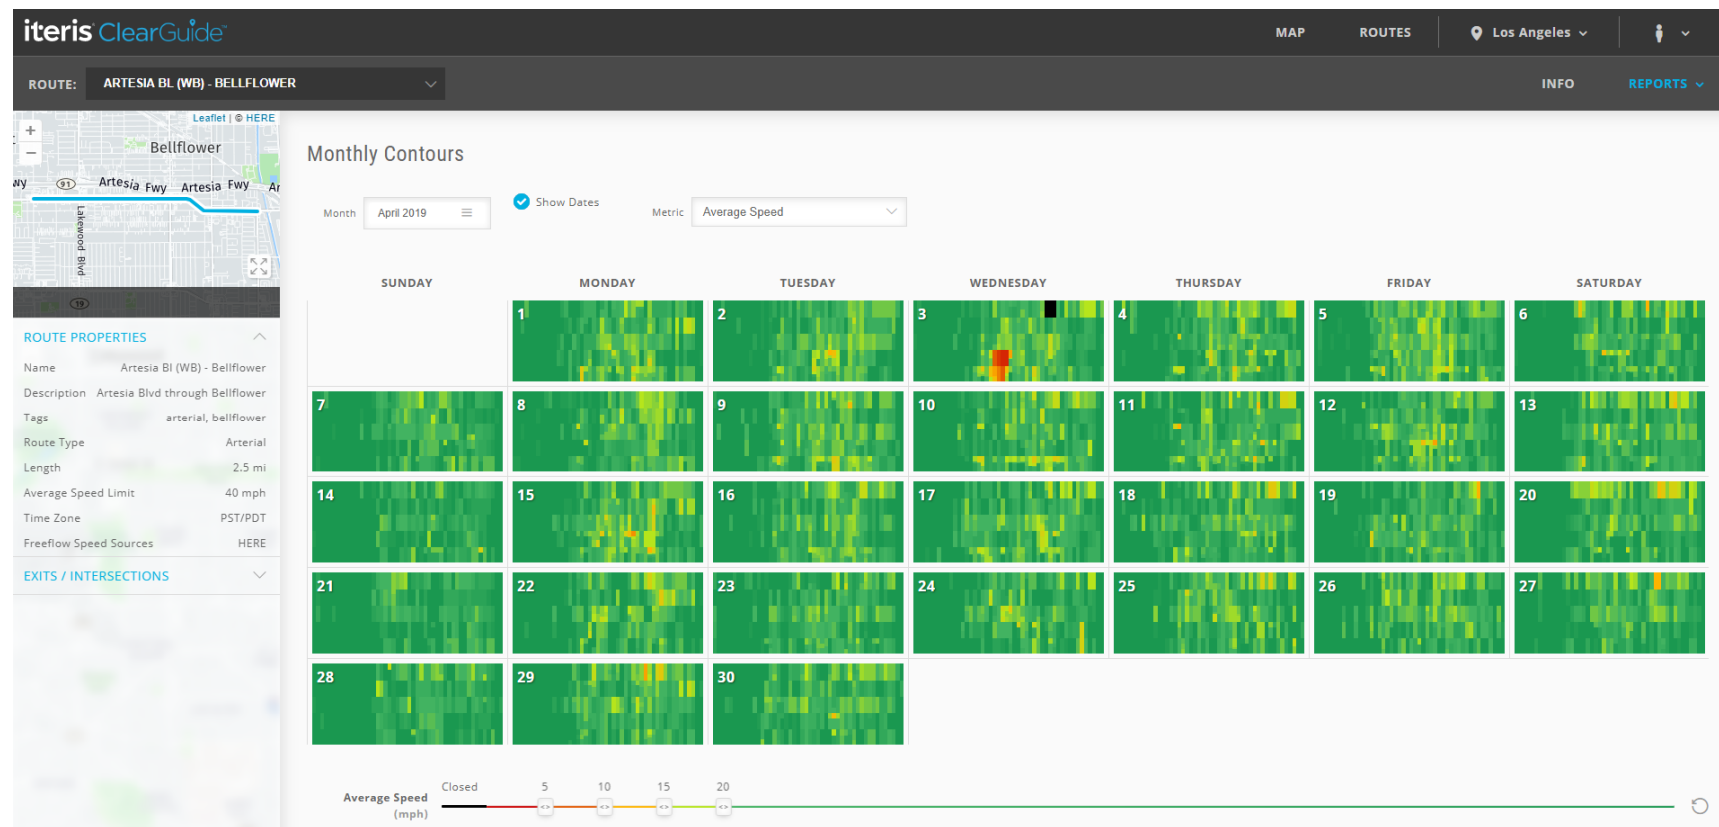 iteris ClearGuide™
MAP ROUTES Los Angeles
ROUTE: ARTESIA BL (WB) - BELLFLOWER INFO REPORTS
Leaflet | © HERE
+
−
Bellflower
91 Artesia Fwy Artesia Fwy
Lakewood Blvd
19
Monthly Contours
Month April 2019 Show Dates Metric Average Speed
ROUTE PROPERTIES
Name Artesia Bl (WB) - Bellflower
Description Artesia Blvd through Bellflower
Tags arterial, bellflower
Route Type Arterial
Length 2.5 mi
Average Speed Limit 40 mph
Time Zone PST/PDT
Freeflow Speed Sources HERE
EXITS / INTERSECTIONS
SUNDAY MONDAY TUESDAY WEDNESDAY THURSDAY FRIDAY SATURDAY
1 2 3 4 5 6
7 8 9 10 11 12 13
14 15 16 17 18 19 20
21 22 23 24 25 26 27
28 29 30
Closed 5 10 15 20
Average Speed
(mph)